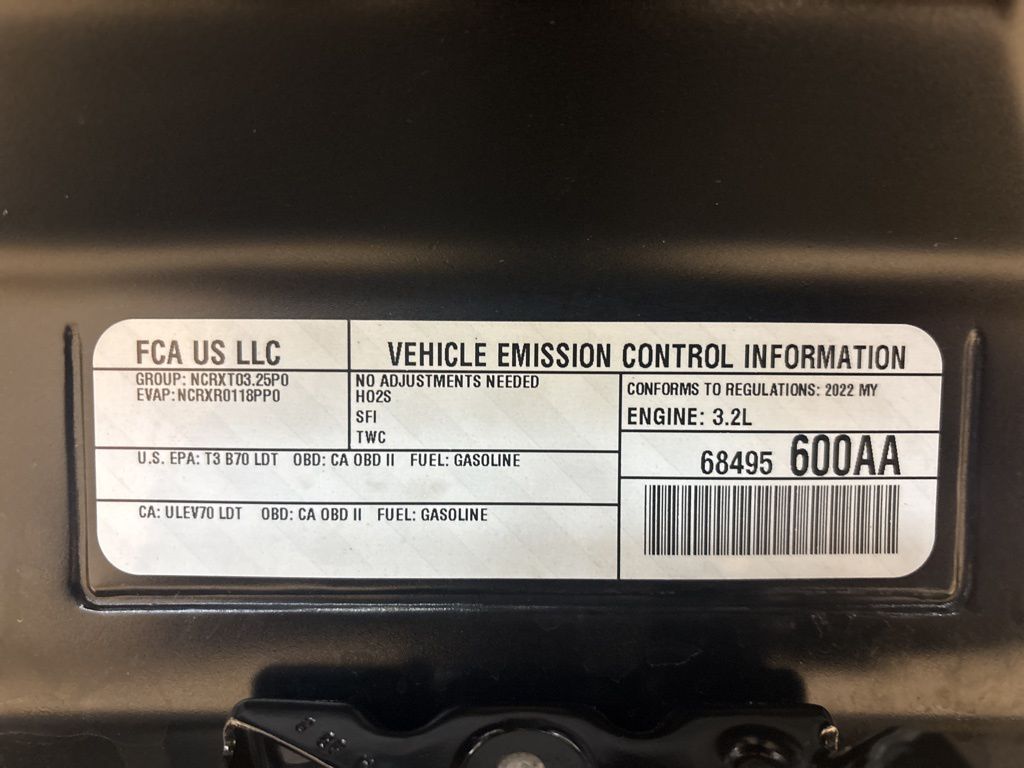 FCA US LLC
VEHICLE EMISSION CONTROL INFORMATION
GROUP: NCRXT03.25P0
EVAP:NCRXR0118PP0
NO ADJUSTMENTS NEEDED
HO2S
SFI
TWC
CONFORMS TO REGULATIONS: 2022 MY
ENGINE: 3.2L
U.S. EPA: T3 B70 LDT OBD: CA OBD II FUEL: GASOLINE
68495 600AA
CA: ULEV70 LDT OBD: CA OBD II FUEL: GASOLINE